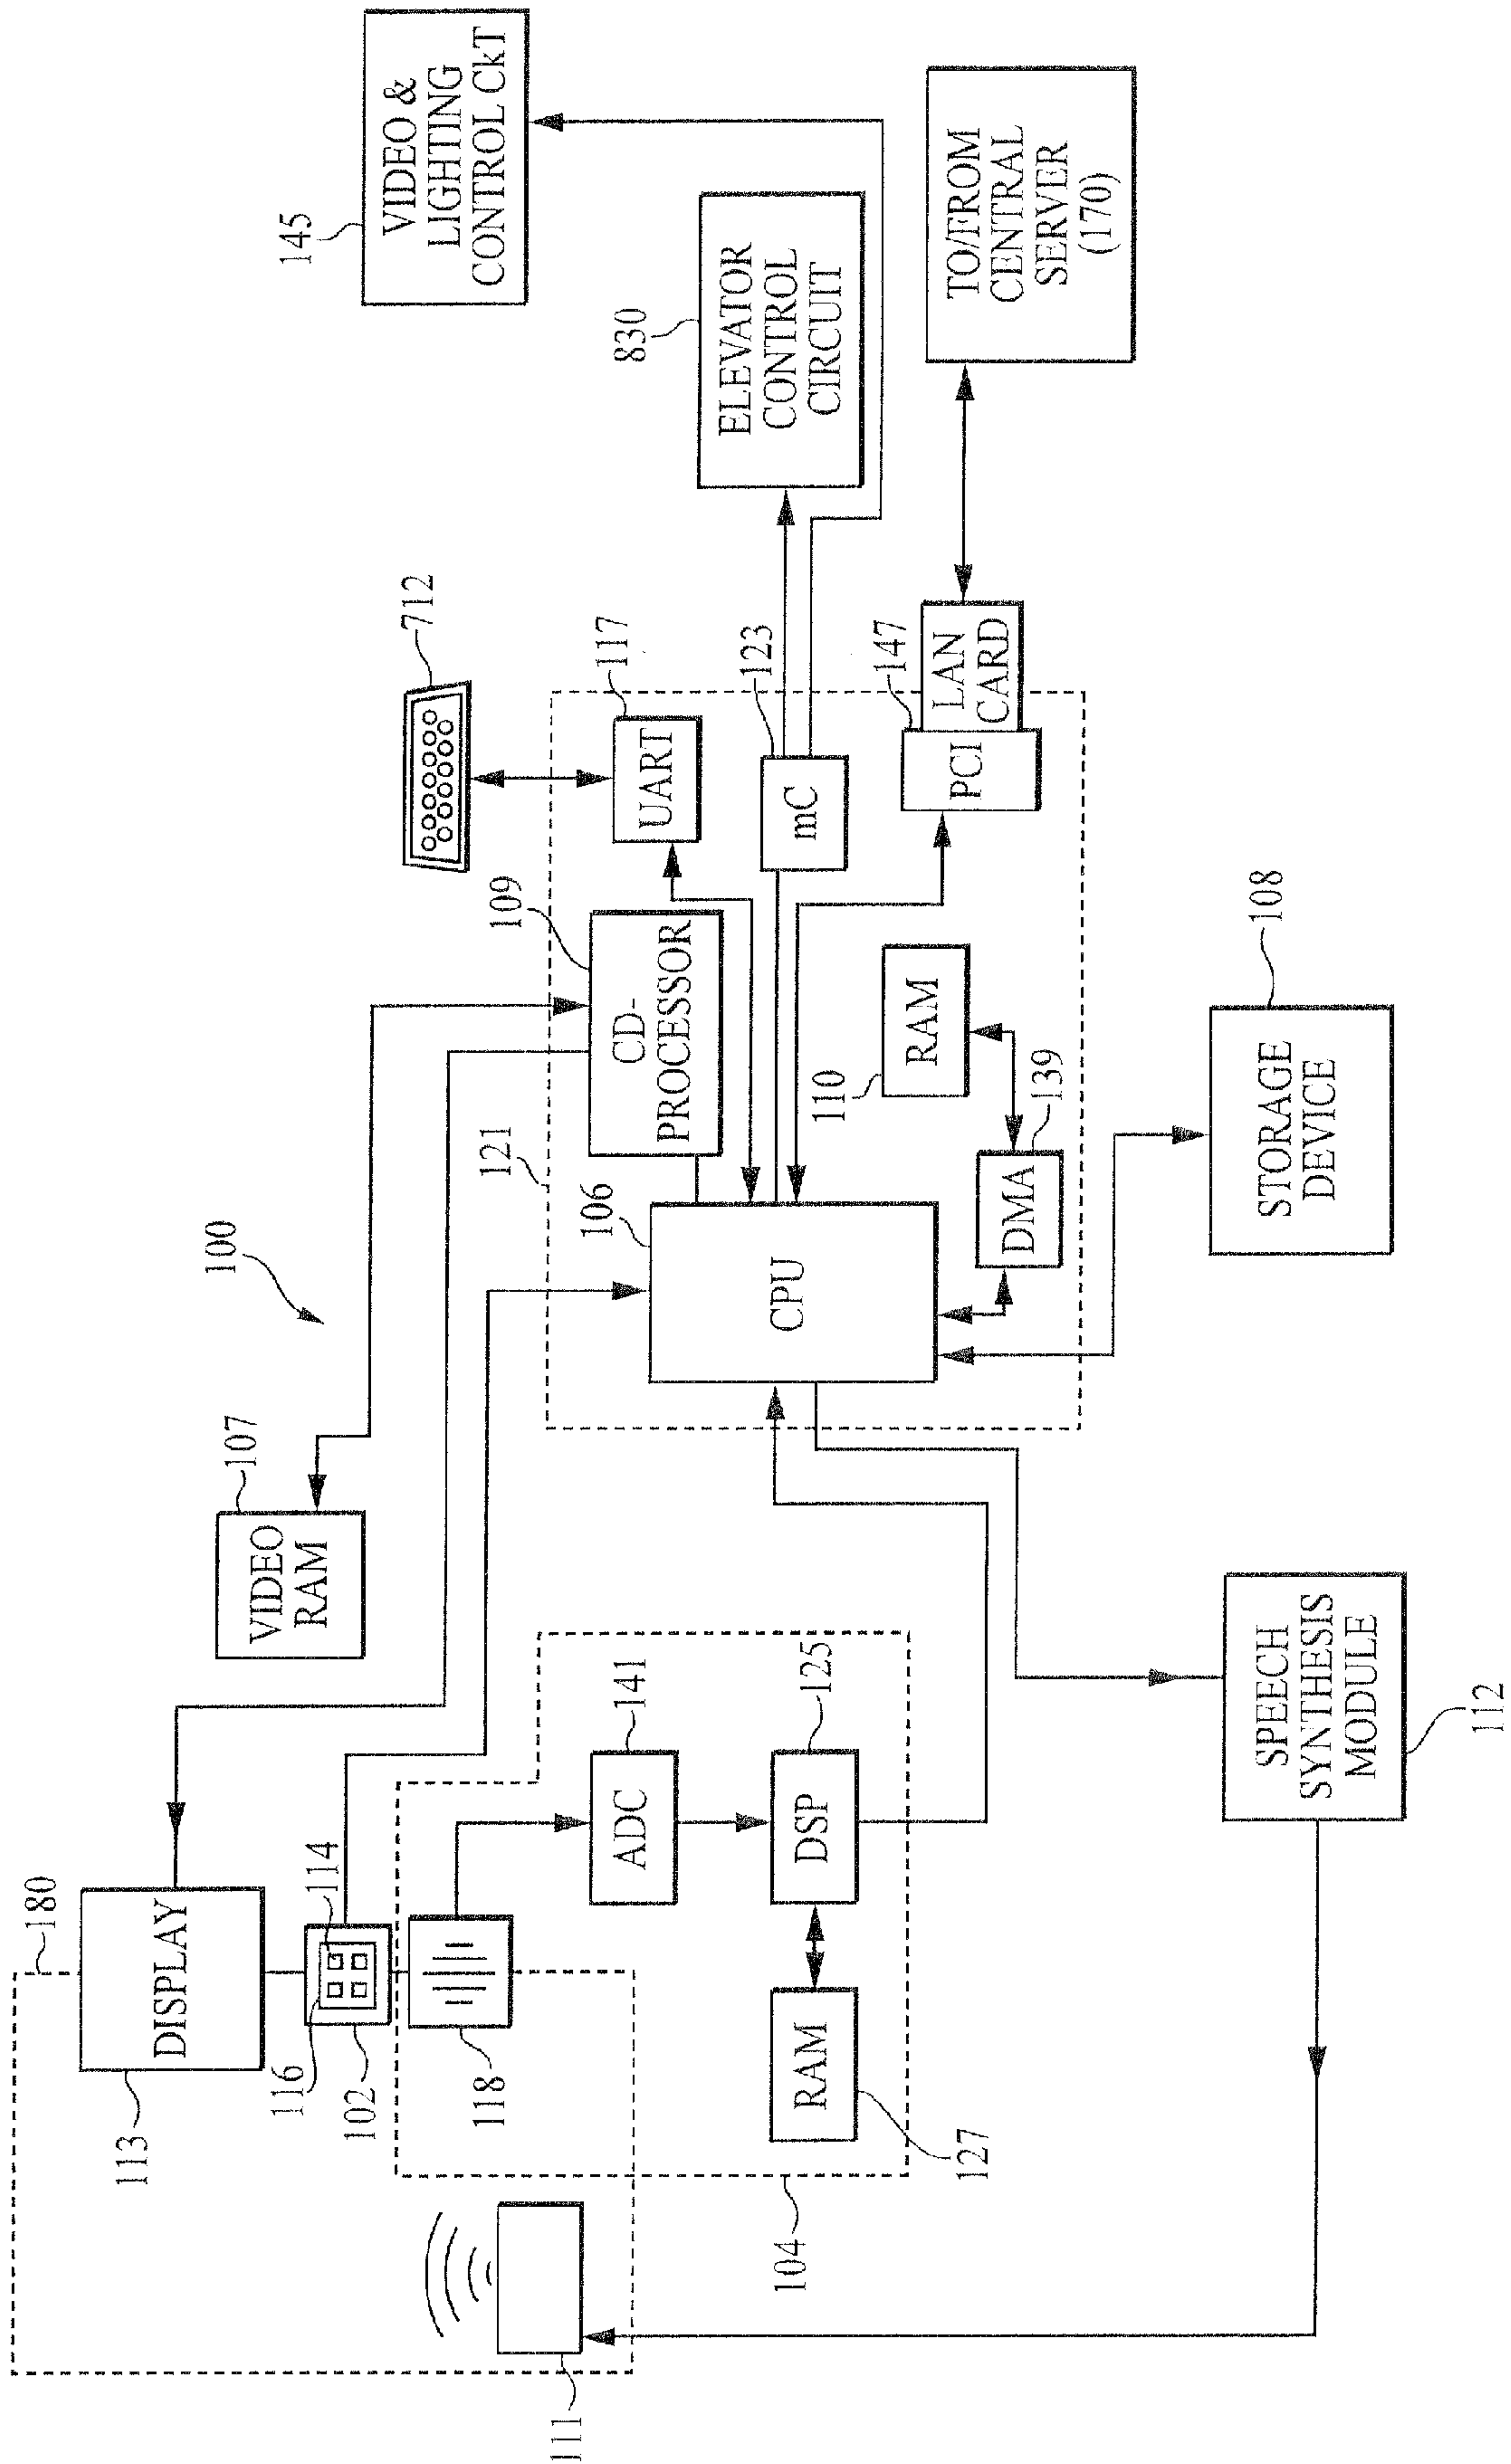 100
180
DISPLAY
113
VIDEO
RAM
107
116
114
102
118
ADC
141
DSP
125
RAM
127
104
111
SPEECH
SYNTHESIS
MODULE
112
121
CPU
106
CD-
PROCESSOR
109
UART
117
712
mC
123
PCI
LAN
CARD
147
RAM
110
DMA
139
STORAGE
DEVICE
108
VIDEO &
LIGHTING
CONTROL CkT
145
ELEVATOR
CONTROL
CIRCUIT
830
TO/FROM
CENTRAL
SERVER
(170)